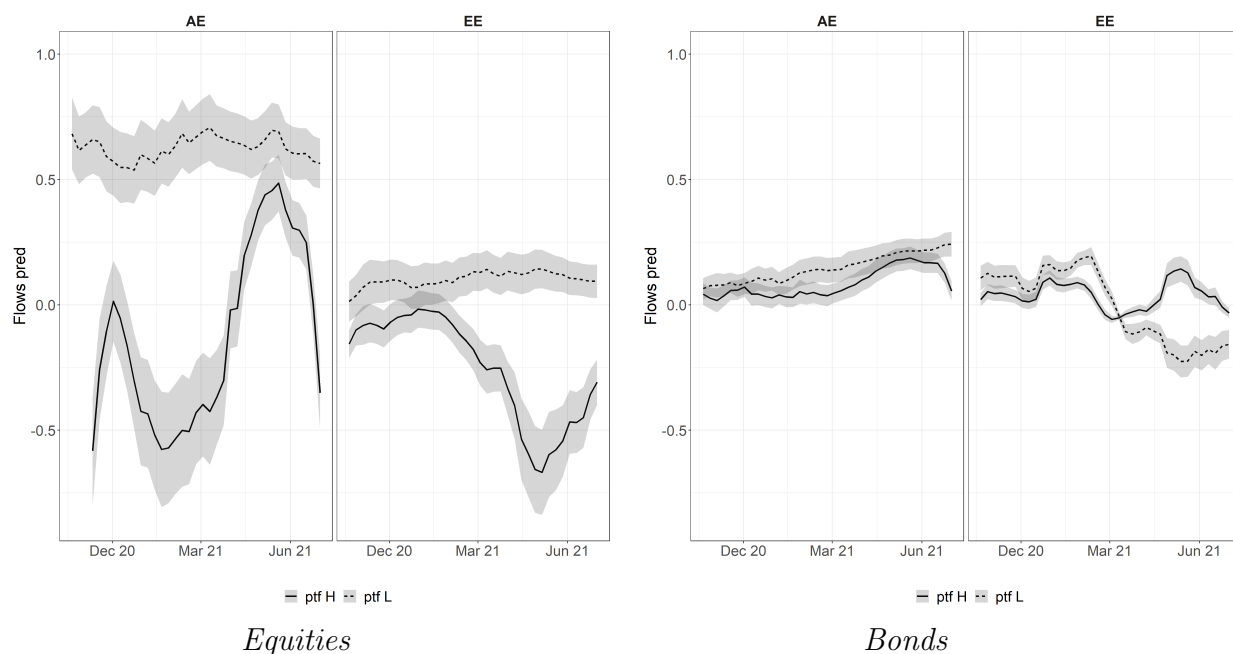 AE EE AE EE
1.0 1.0
0.5 0.5
Flows pred Flows pred
0.0 0.0
-0.5 -0.5
Dec 20 Mar 21 Jun 21 Dec 20 Mar 21 Jun 21 Dec 20 Mar 21 Jun 21 Dec 20 Mar 21 Jun 21
ptf H ptf L ptf H ptf L
Equities Bonds